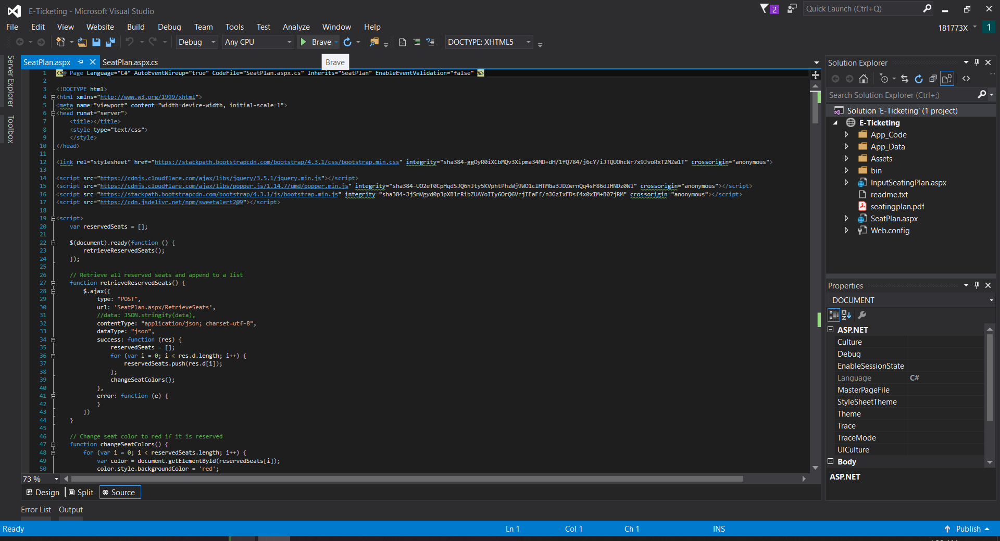 E-Ticketing - Microsoft Visual Studio
2
Quick Launch (Ctrl+Q)
File Edit View Website Build Debug Team Tools Test Analyze Window Help
181773X
1
Debug
Any CPU
Brave
DOCTYPE: XHTML5
Brave
Server Explorer
Toolbox
SeatPlan.aspx
SeatPlan.aspx.cs
1 <%@ Page Language="C#" AutoEventWireup="true" CodeFile="SeatPlan.aspx.cs" Inherits="SeatPlan" EnableEventValidation="false" %>
2
3 <!DOCTYPE html>
4 <html xmlns="http://www.w3.org/1999/xhtml">
5 <meta name="viewport" content="width=device-width, initial-scale=1">
6 <head runat="server">
7 <title></title>
8 <style type="text/css">
9 </style>
10 </head>
11
12 <link rel="stylesheet" href="https://stackpath.bootstrapcdn.com/bootstrap/4.3.1/css/bootstrap.min.css" integrity="sha384-ggOyR0iXCbMQv3Xipma34MD+dH/1fQ784/j6cY/iJTQUOhcWr7x9JvoRxT2MZw1T" crossorigin="anonymous">
13
14 <script src="https://cdnjs.cloudflare.com/ajax/libs/jquery/3.5.1/jquery.min.js"></script>
15 <script src="https://cdnjs.cloudflare.com/ajax/libs/popper.js/1.14.7/umd/popper.min.js" integrity="sha384-UO2eT0CpHqdSJQ6hJty5KVphtPhzWj9WO1clHTMGa3JDZwrnQq4sF86dIHNDz0W1" crossorigin="anonymous"></script>
16 <script src="https://stackpath.bootstrapcdn.com/bootstrap/4.3.1/js/bootstrap.min.js" integrity="sha384-JjSmVgyd0p3pXB1rRibZUAYoIIy6OrQ6VrjIEaFf/nJGzIxFDsf4x0xIM+B07jRM" crossorigin="anonymous"></script>
17 <script src="https://cdn.jsdelivr.net/npm/sweetalert2@9"></script>
18
19 <script>
20 var reservedSeats = [];
21
22 $(document).ready(function () {
23 retrieveReservedSeats();
24 });
25
26 // Retrieve all reserved seats and append to a list
27 function retrieveReservedSeats() {
28 $.ajax({
29 type: "POST",
30 url: 'SeatPlan.aspx/RetrieveSeats',
31 //data: JSON.stringify(data),
32 contentType: "application/json; charset=utf-8",
33 dataType: "json",
34 success: function (res) {
35 reservedSeats = [];
36 for (var i = 0; i < res.d.length; i++) {
37 reservedSeats.push(res.d[i]);
38 };
39 changeSeatColors();
40 },
41 error: function (e) {
42 }
43 })
44 }
45
46 // Change seat color to red if it is reserved
47 function changeSeatColors() {
48 for (var i = 0; i < reservedSeats.length; i++) {
49 var color = document.getElementById(reservedSeats[i]);
50 color.style.backgroundColor = 'red';
73 %
Design Split Source
Error List Output
Ready
Ln 1 Col 1 Ch 1 INS
Publish
Solution Explorer
Search Solution Explorer (Ctrl+;)
Solution 'E-Ticketing' (1 project)
E-Ticketing
App_Code
App_Data
Assets
bin
InputSeatingPlan.aspx
readme.txt
seatingplan.pdf
SeatPlan.aspx
Web.config
Properties
DOCUMENT
ASP.NET
Culture
Debug
EnableSessionState
Language C#
MasterPageFile
StyleSheetTheme
Theme
Trace
TraceMode
UICulture
Body
ASP.NET